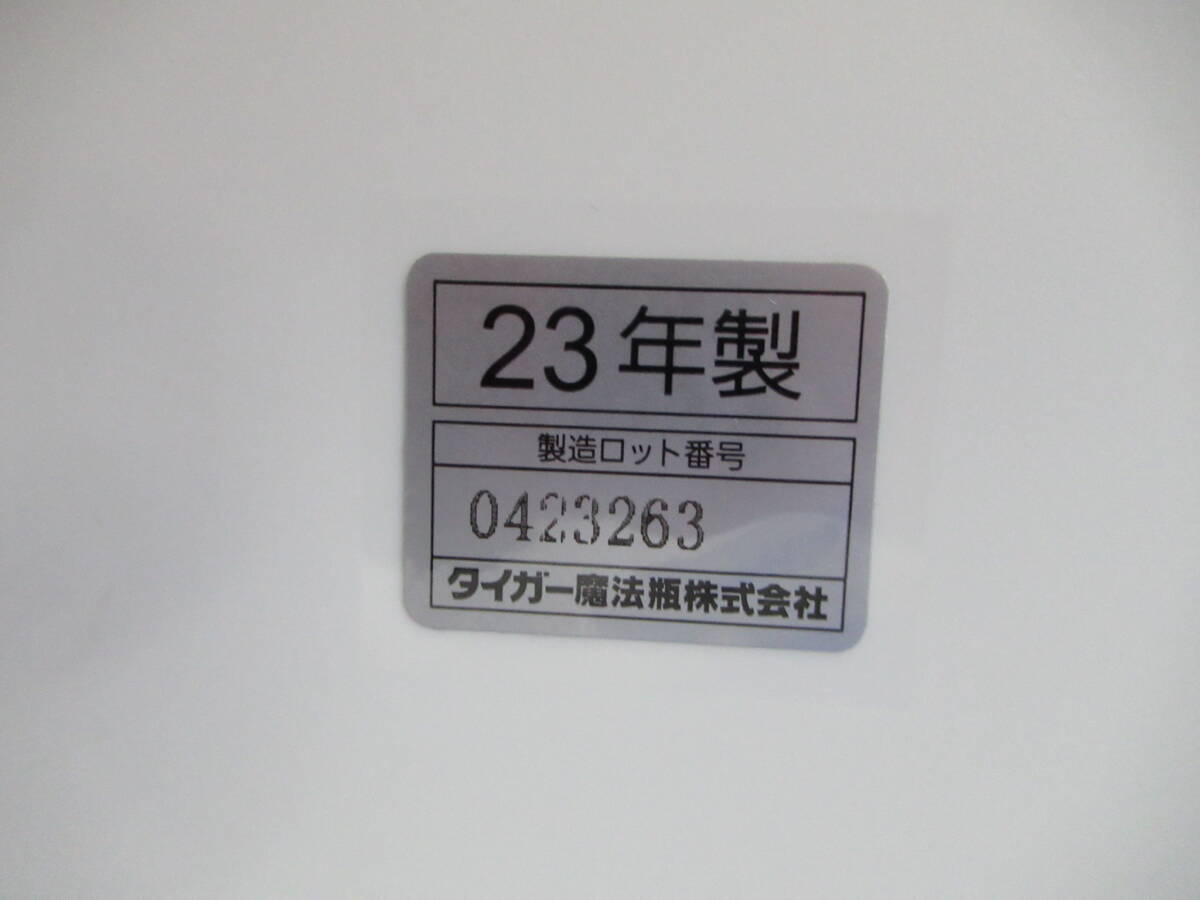 23年製
製造ロット番号
0423263
タイガー魔法瓶株式会社